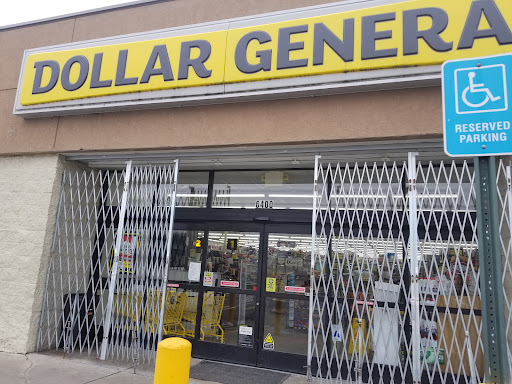 DOLLAR GENERA
RESERVED
PARKING
6400